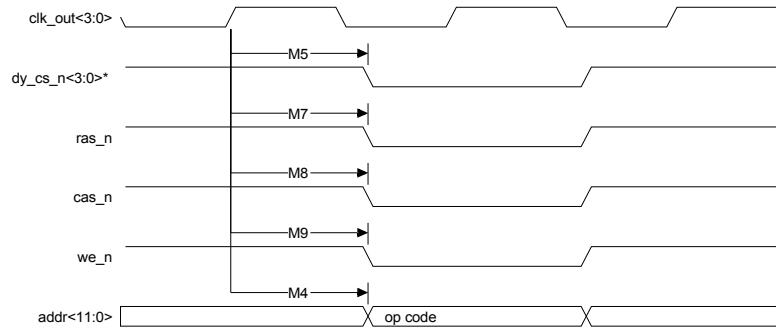 clk_out<3:0>
M5
dy_cs_n<3:0>*
M7
ras_n
M8
cas_n
M9
we_n
M4
addr<11:0> op code